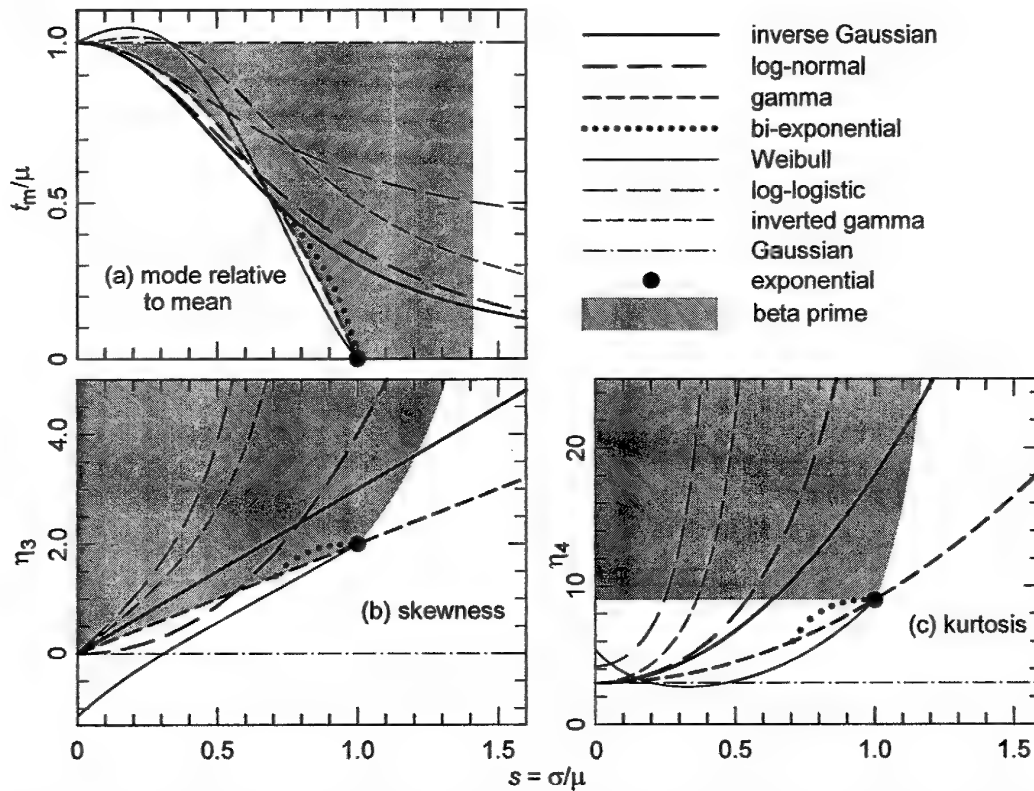 1.0
0.5
0
t_m/μ
(a) mode relative
to mean
inverse Gaussian
log-normal
gamma
bi-exponential
Weibull
log-logistic
inverted gamma
Gaussian
exponential
beta prime
4.0
2.0
0
η₃
(b) skewness
0 0.5 1.0 1.5
20
10
0
η₄
(c) kurtosis
0 0.5 1.0 1.5
s = σ/μ